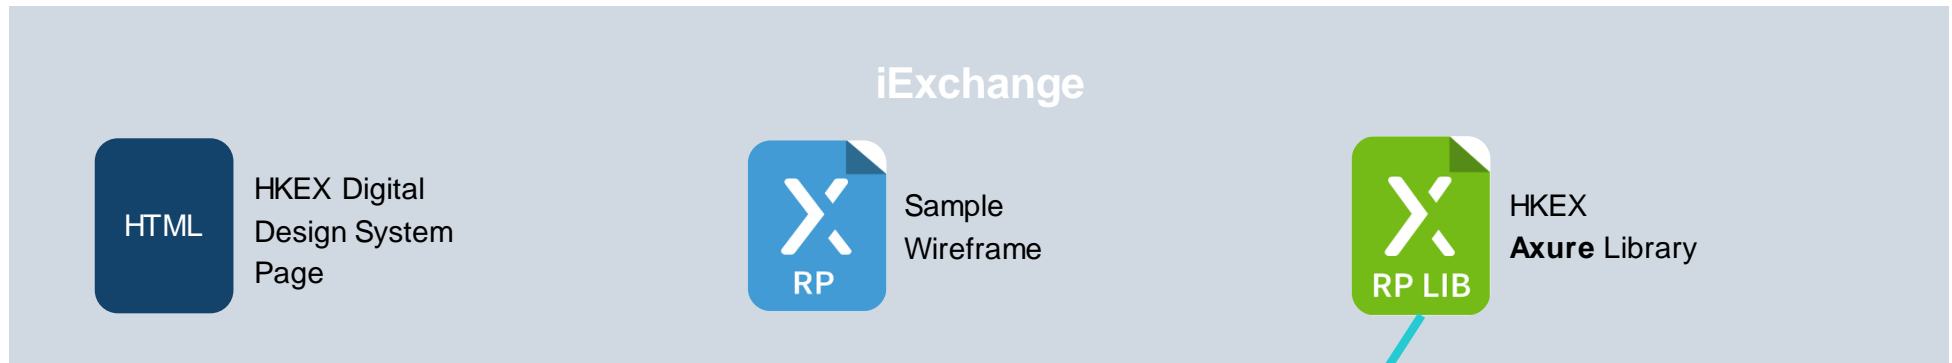 iExchange
HTML
HKEX Digital
Design System
Page
RP
Sample
Wireframe
RP LIB
HKEX
Axure Library